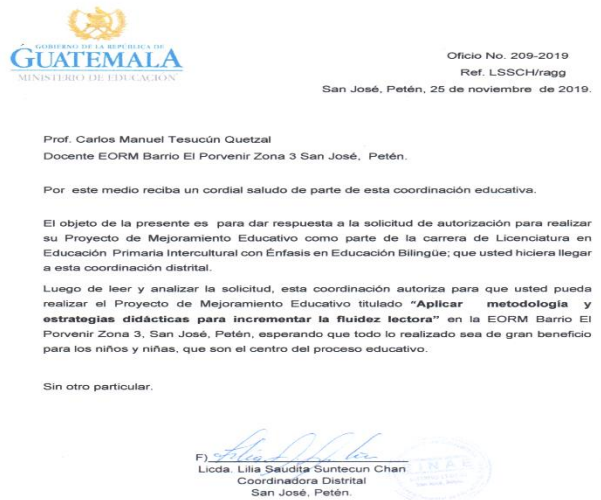 GOBIERNO DE LA REPÚBLICA DE
GUATEMALA
MINISTERIO DE EDUCACIÓN
Oficio No. 209-2019
Ref. LSSCH/ragg
San José, Petén, 25 de noviembre de 2019.
Prof. Carlos Manuel Tesucún Quetzal
Docente EORM Barrio El Porvenir Zona 3 San José, Petén.
Por este medio reciba un cordial saludo de parte de esta coordinación educativa.
El objeto de la presente es para dar respuesta a la solicitud de autorización para realizar
su Proyecto de Mejoramiento Educativo como parte de la carrera de Licenciatura en
Educación Primaria Intercultural con Énfasis en Educación Bilingüe; que usted hiciera llegar
a esta coordinación distrital.
Luego de leer y analizar la solicitud, esta coordinación autoriza para que usted pueda
realizar el Proyecto de Mejoramiento Educativo titulado “Aplicar metodología y
estrategias didácticas para incrementar la fluidez lectora” en la EORM Barrio El
Porvenir Zona 3, San José, Petén, esperando que todo lo realizado sea de gran beneficio
para los niños y niñas, que son el centro del proceso educativo.
Sin otro particular.
F)
Licda. Lilia Saudita Suntecun Chan
Coordinadora Distrital
San José, Petén.